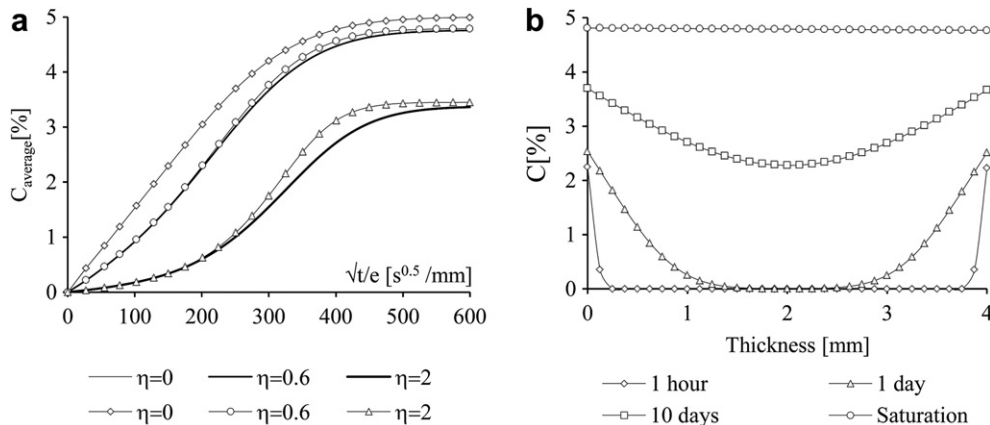 a
5
4
3
2
1
0
C_average[%]
√t/e [s^0.5 /mm]
0 100 200 300 400 500 600
η=0 η=0.6 η=2
η=0 η=0.6 η=2
b
5
4
3
2
1
0
C[%]
0 1 2 3 4
Thickness [mm]
1 hour 1 day
10 days Saturation